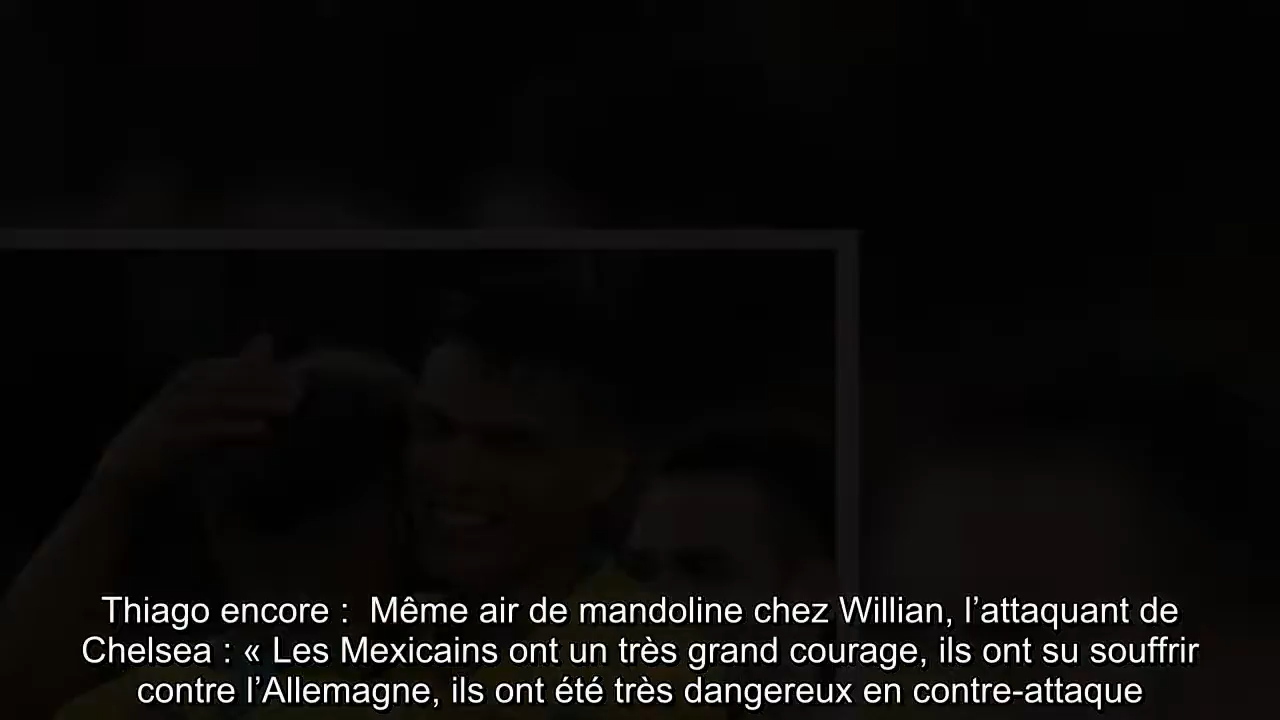 Thiago encore :  Même air de mandoline chez Willian, l’attaquant de
Chelsea : « Les Mexicains ont un très grand courage, ils ont su souffrir
contre l’Allemagne, ils ont été très dangereux en contre-attaque